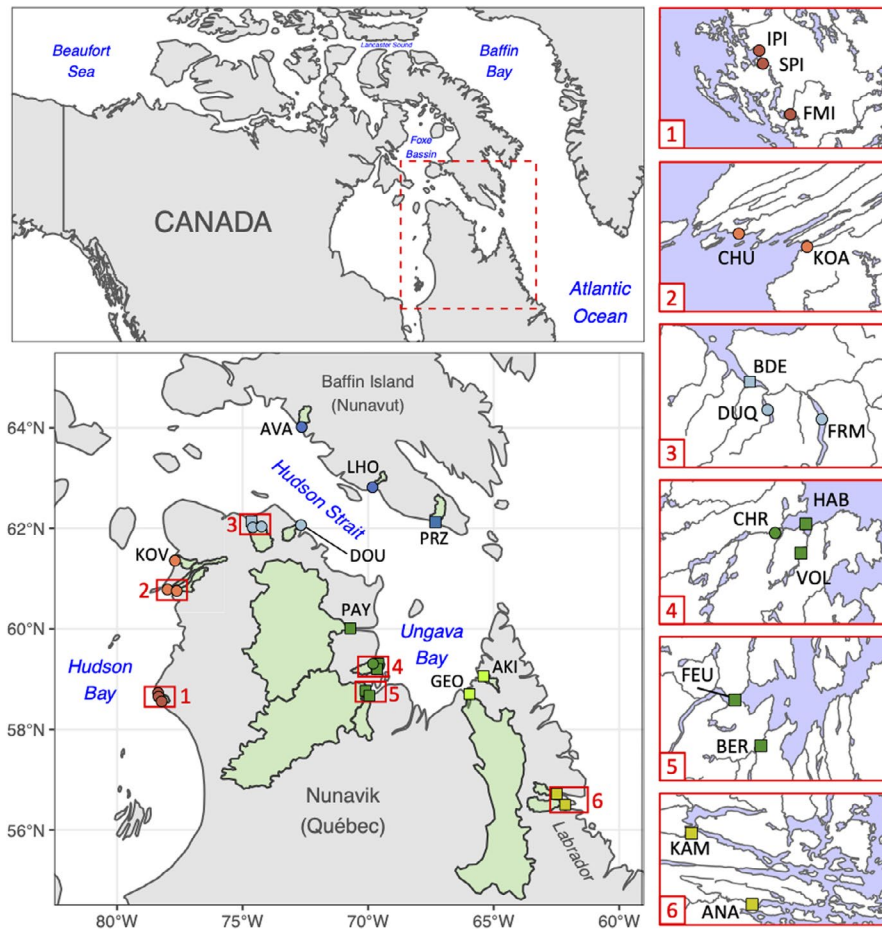 Beaufort
Sea
Lancaster Sound
Baffin
Bay
Foxe
Bassin
CANADA
Atlantic
Ocean
IPI
SPI
FMI
1
CHU
KOA
2
BDE
DUQ
FRM
3
HAB
CHR
VOL
4
FEU
BER
5
KAM
ANA
6
Baffin Island
(Nunavut)
64°N
AVA
LHO
Hudson Strait
62°N
3
PRZ
KOV
DOU
2
PAY
60°N
Ungava
Bay
Hudson
Bay
4
AKI
GEO
5
1
58°N
Nunavik
(Québec)
6
56°N
Labrador
80°W
75°W
70°W
65°W
60°W